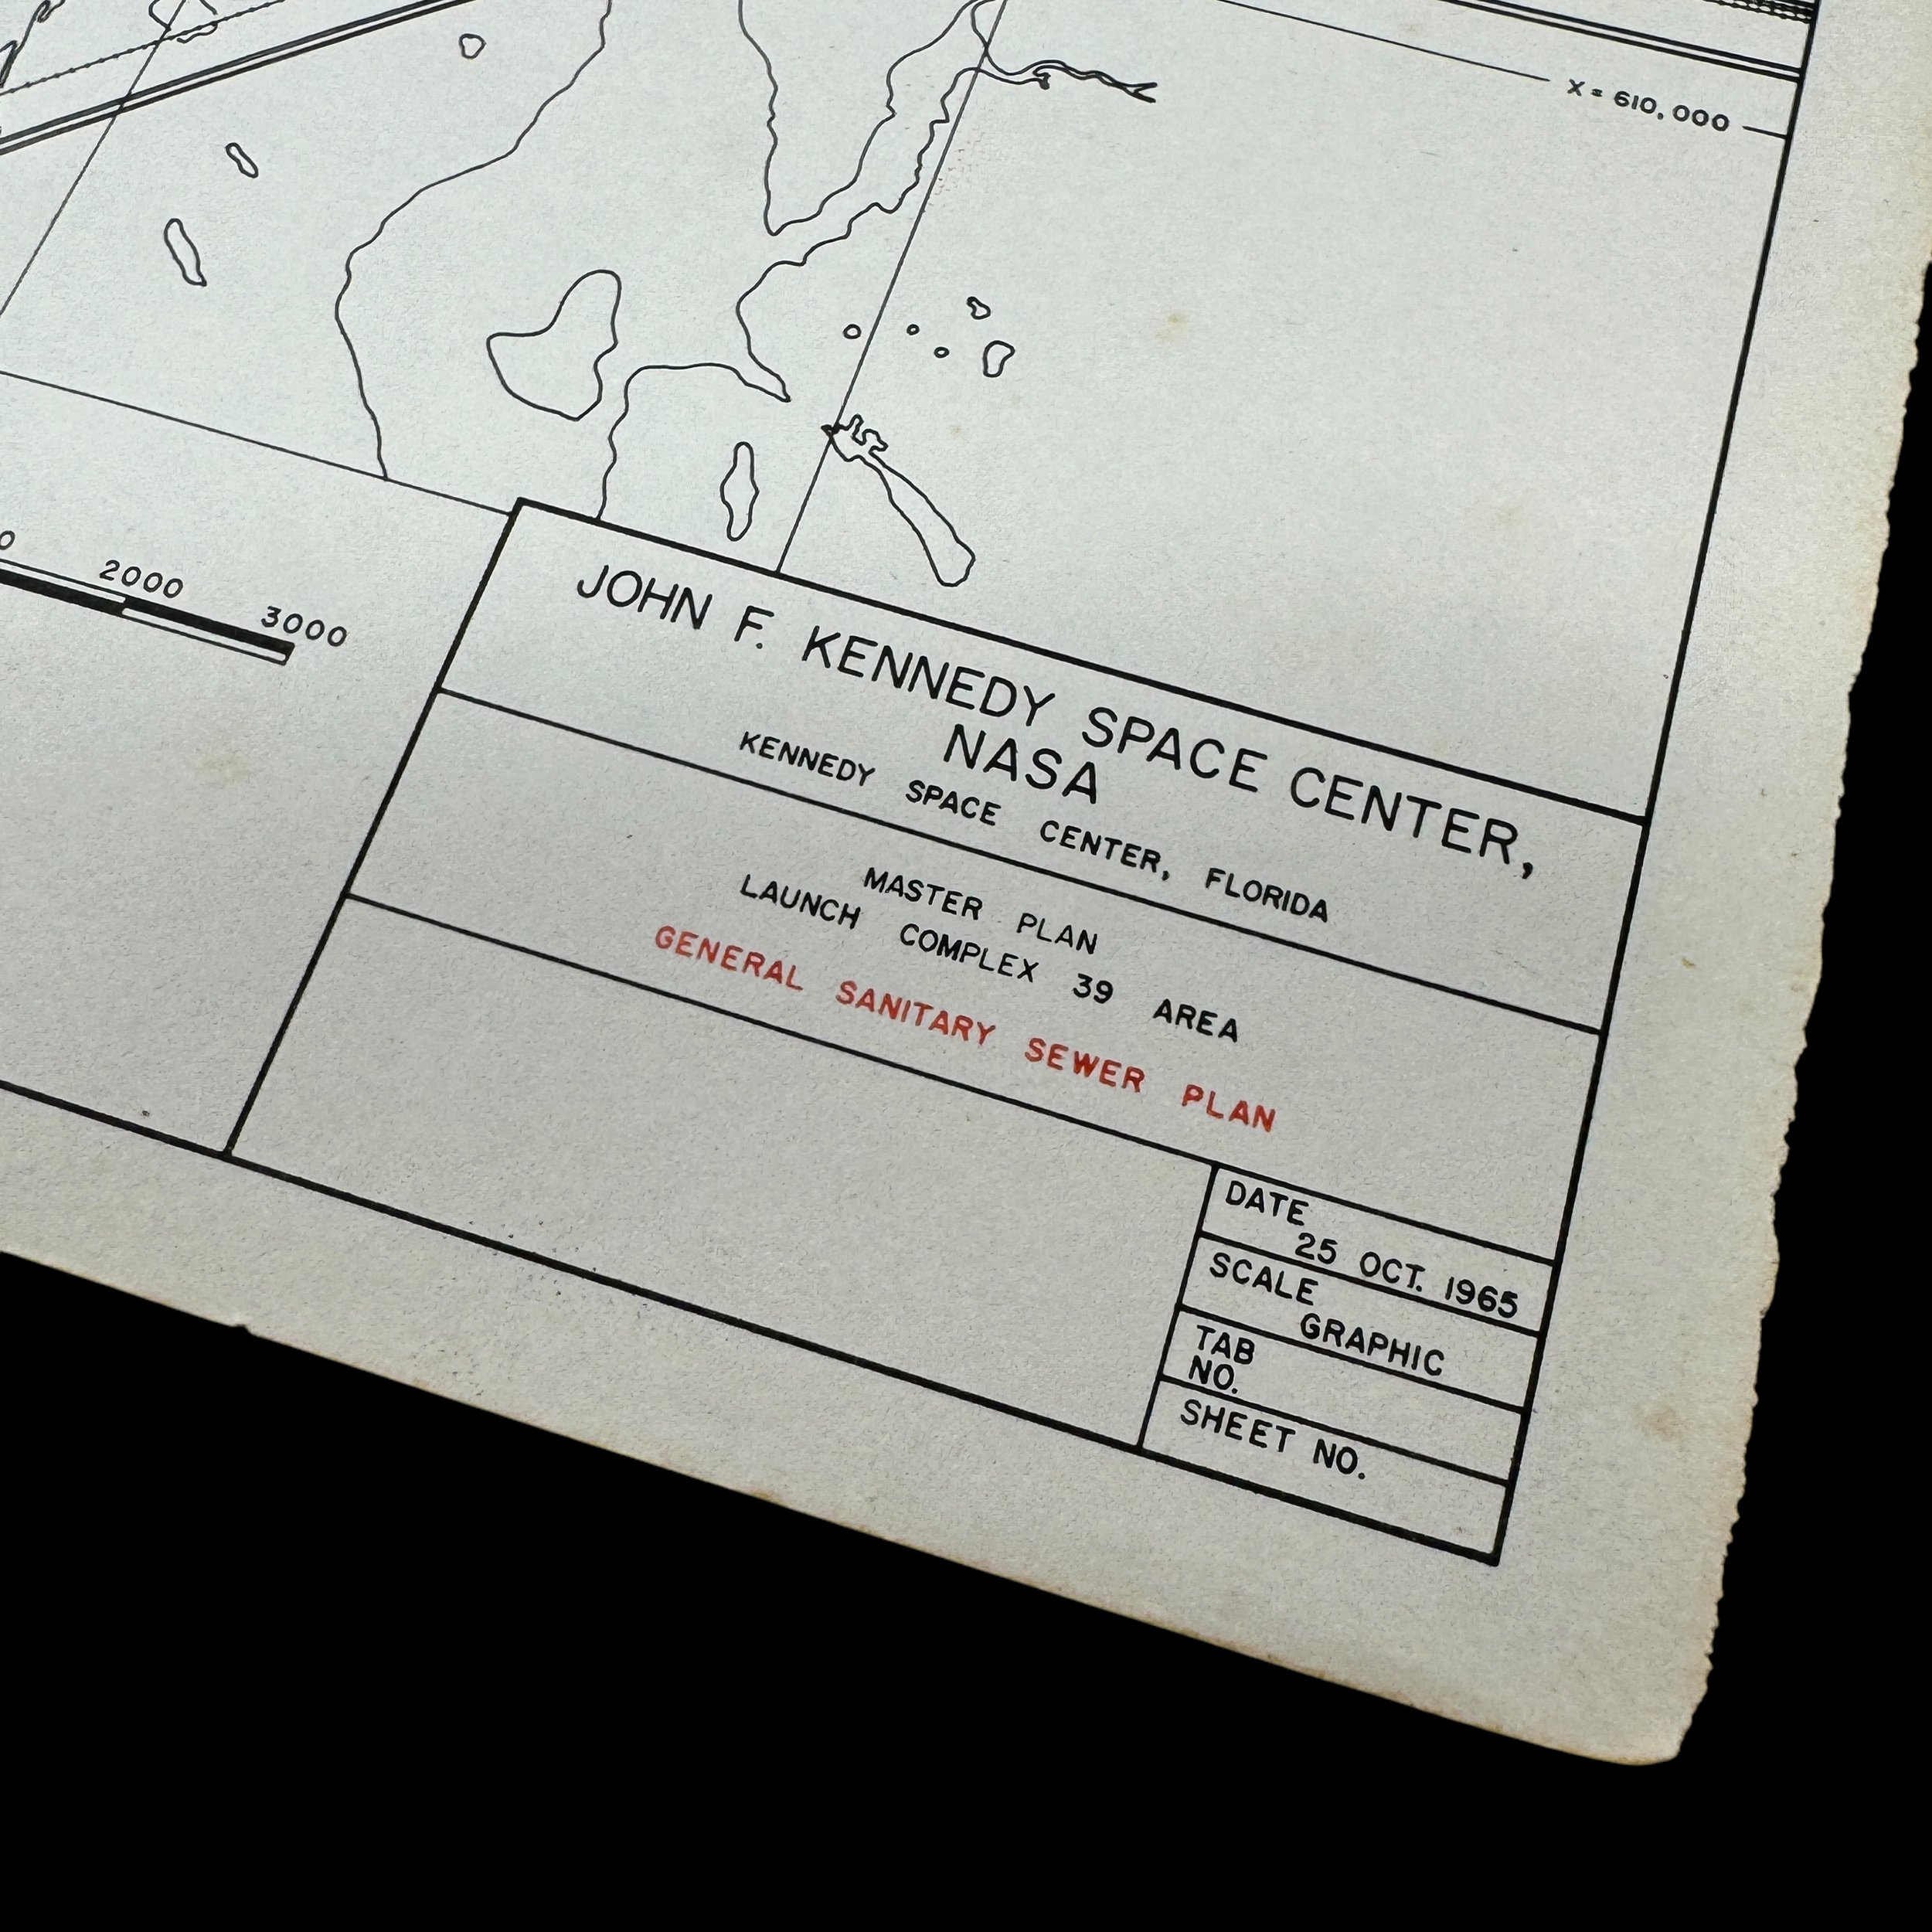 X = 610,000
2000
3000
JOHN F. KENNEDY SPACE CENTER,
NASA
KENNEDY SPACE CENTER, FLORIDA
MASTER PLAN
LAUNCH COMPLEX 39 AREA
GENERAL SANITARY SEWER PLAN
DATE
25 OCT. 1965
SCALE
GRAPHIC
TAB
NO.
SHEET NO.